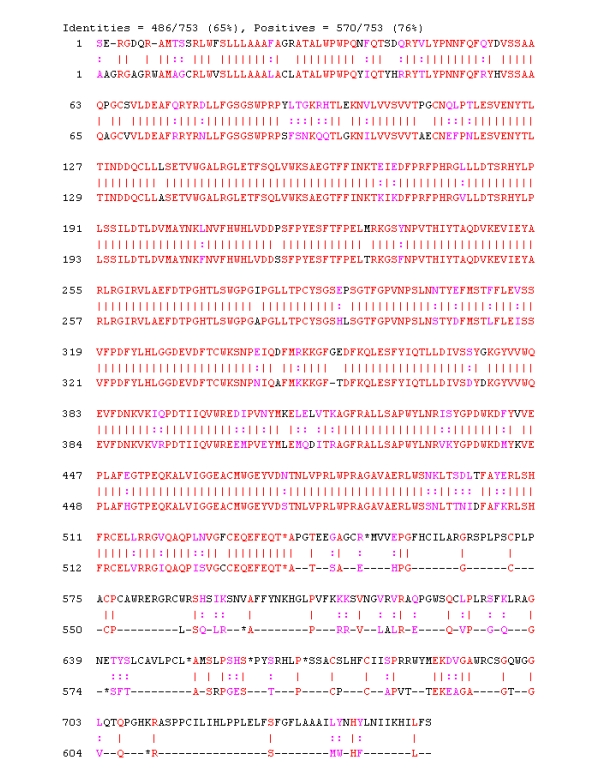 Identities = 486/753 (65%), Positives = 570/753 (76%)
1 SE-RGDQR-AMTSSRLWFSLLLAAAFAGRATALWPWPQNFQTSDQRYVLYPNNFQFQYDVSSAA
: || | || :||||| ||||| | |||||||||| || : || |||||||||:| |||||
1 AAGRGAGRWAMAGCRLWVSLLLAALACLATALWPWPQYIQTYHRRYTLYPNNFQFRYHVSSAA
63 QPGCSVLDEAFQRYRDLLFGSGSWPRPYLTGKRHTLEKNVLVVSVVTPGCNQLPTLESVENYTL
| || ||||||:|||:||||||||||| :::|::|| ||:||||||| |::|:|||||||||
65 QAGCVVLDEAFRRYRNLLFGSGSWPRPSFSNKQQTLGKNILVVSVVTAECNEFPNLESVENYTL
127 TINDDQCLLLSETVWGALRGLETFSQLVWKSAEGTFFINKTEIEDFPRFPHRGLLLDTSRHYLP
||||||||| ||||||||||||||||||||||||||||||||:|:|||||||||:||||||||||
129 TINDDQCLLASETVWGALRGLETFSQLVWKSAEGTFFINKTKIKDFPRFPHRGVLLDTSRHYLP
191 LSSILDTLDVMAYNKLNVFHWHLVDDPSFPYESFTFPELMRKGSYNPVTHIYTAQDVKEVIEYA
|||||||||||||||:|||||||||| |||||||||||| ||||:|||||||||||||||||||
193 LSSILDTLDVMAYNKFNVFHWHLVDDSSFPYESFTFPELTRKGSFNPVTHIYTAQDVKEVIEYA
255 RLRGIRVLAEFDTPGHTLSWGPGIPGLLTPCYSGSEPSGTFGPVNPSLNNTYEFMSTFFLEVSS
||||||||||||||||||||||| |||||||||||: ||||||||||||:||:||| |||:||
257 RLRGIRVLAEFDTPGHTLSWGPGAPGLLTPCYSGSHLSGTFGPVNPSLNSTYDFMSTLFLEISS
319 VFPDFYLHLGGDEVDFTCWKSNPEIQDFMRKKGFGEDFKQLESFYIQTLLDIVSSYGKGYVVWQ
|||||||||||||||||||||||:|| ||:|||| |||||||||||||||||||: | ||||||
321 VFPDFYLHLGGDEVDFTCWKSNPNIQAFMKKKGF-TDFKQLESFYIQTLLDIVSDYDKGYVVWQ
383 EVFDNKVKIQPDTIIQVWREDIPVNYMKELELVTKAGFRALLSAPWYLNRISYGPDWKDFYVVE
||||||||::|||||||||||::||:|| |:: :|:|||||||||||||||:: ||||||:| ||
384 EVFDNKVKVRPDTIIQVWREEMPVEYMLEMQDITRAGFRALLSAPWYLNRVKYGPDWKDMYKVE
447 PLAFEGTPEQKALVIGGEACMWGEYVDNTNLVPRLWPRAGAVAERLWSNKLTSDLTFAYERLSH
||||:||||||||||||||||||||||:||||||||||||||||||||::||::: ||::||||
448 PLAFHGTPEQKALVIGGEACMWGEYVDSTNLVPRLWPRAGAVAERLWSSNLTTNIDFAFKRLSH
511 FRCELLRRGVQAQPLNVGFCEQEFEQT*APGTEEGAGCR*MVVEPGFHCILARGRSPLPSCPLP
|||||:|||:||||::||:||||||||||| | |: | : :|| | |
512 FRCELVRRGIQAQPISVGCCEQEFEQT*A--T--SA--E----HPG------G------C---
575 ACPCAWRERGRCWRSHSIKSNVAFFYNKHGLPVFKKKSVNGVRVRAQPGWSQCLPLRSFKLRAG
550 -CP----------L-SQ-LR--*A--------P---RR-V---LALR-E----Q-VP--G-Q---G
639 NETYSLCAVLPCL*AMSLPSHS*PYSRHLP*SSACSLHFCIISPRRWYMEKDVGAWRCSGQWGG
574 -*SFT----------A-SRPGES---T----P----CP---C--APVT--TEKEAGA----GT--G
703 LQTQPGHKRASPPCILIHLPPLELFSFGFLAAAILYNHYLNIIKHILFS
604 V--Q---*R--------------S--------MW-HF-------L--